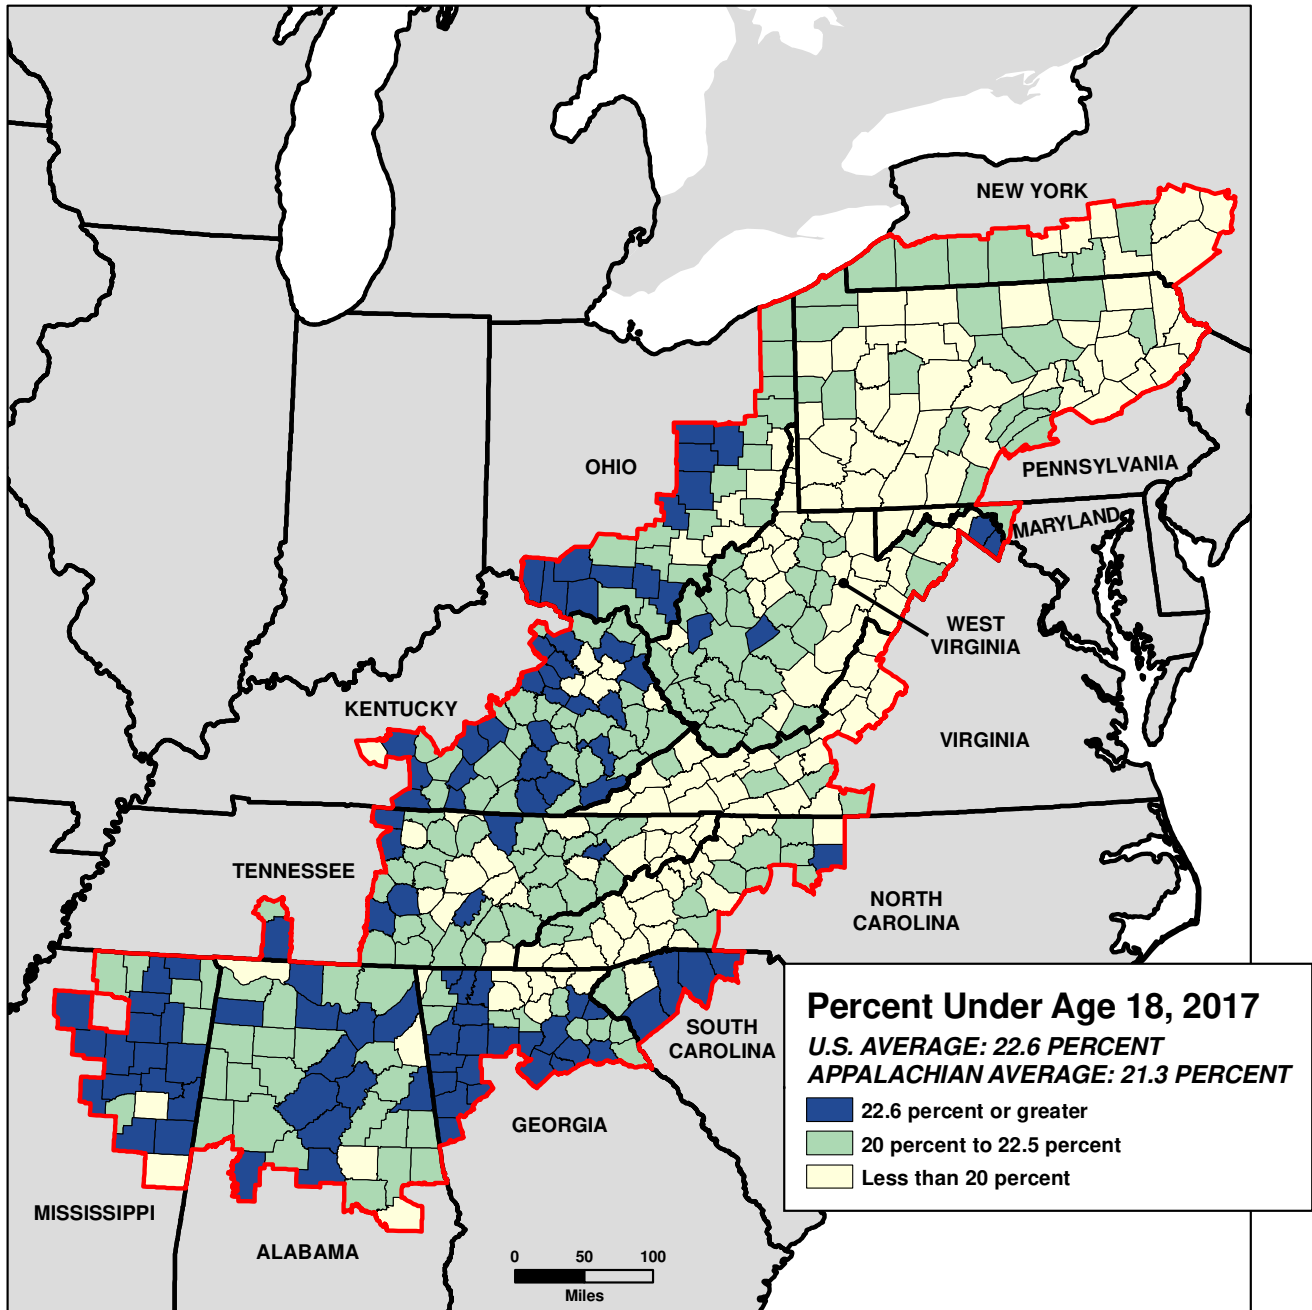 NEW YORK
OHIO
PENNSYLVANIA
MARYLAND
WEST
VIRGINIA
KENTUCKY
VIRGINIA
TENNESSEE
NORTH
CAROLINA
SOUTH
CAROLINA
GEORGIA
MISSISSIPPI
ALABAMA
Percent Under Age 18, 2017
U.S. AVERAGE: 22.6 PERCENT
APPALACHIAN AVERAGE: 21.3 PERCENT
22.6 percent or greater
20 percent to 22.5 percent
Less than 20 percent
0 50 100
Miles